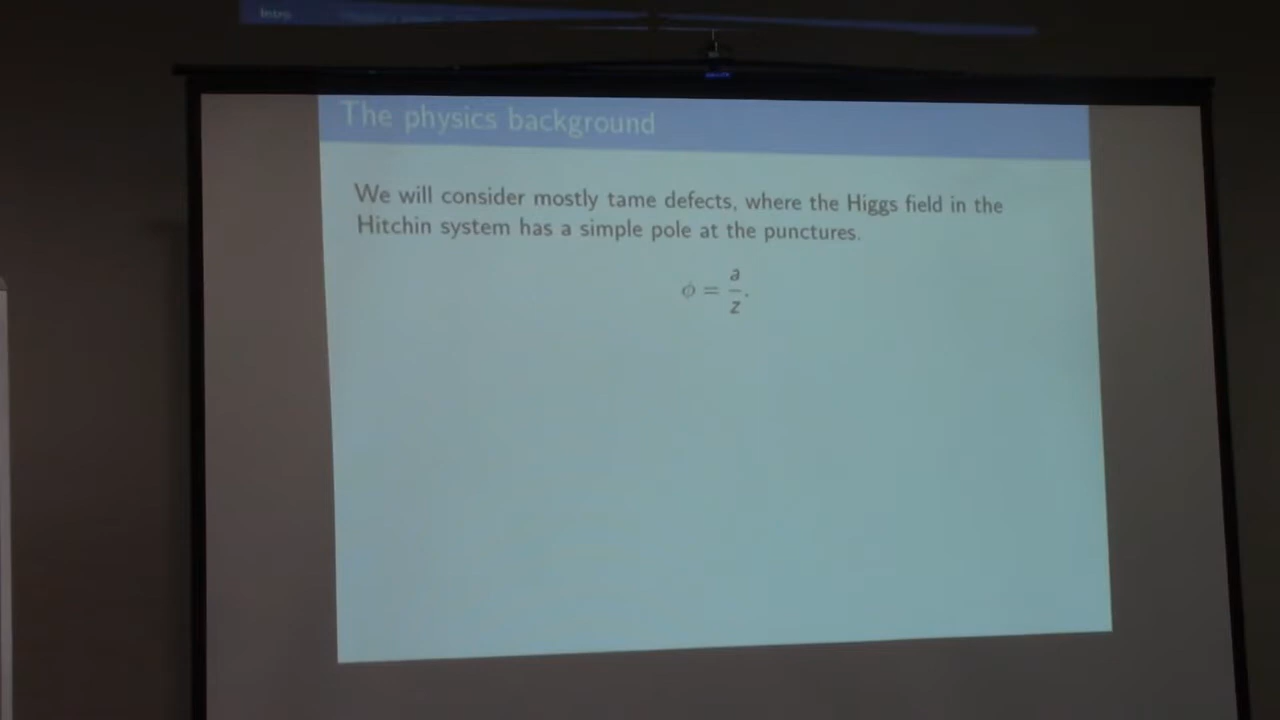 Intro
The physics background
We will consider mostly tame defects, where the Higgs field in the
Hitchin system has a simple pole at the punctures.
ϕ = a/z.